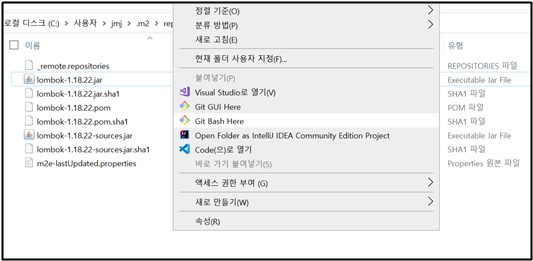 로컬 디스크 (C:) > 사용자 > jmj > .m2 >
이름
유형
_remote.repositories
REPOSITORIES 파일
lombok-1.18.22.jar
Executable Jar File
lombok-1.18.22.jar.sha1
SHA1 파일
lombok-1.18.22.pom
POM 파일
lombok-1.18.22.pom.sha1
SHA1 파일
lombok-1.18.22-sources.jar
Executable Jar File
lombok-1.18.22-sources.jar.sha1
SHA1 파일
m2e-lastUpdated.properties
Properties 원본 파일
정렬 기준(O)
분류 방법(P)
새로 고침(E)
현재 폴더 사용자 지정(F)...
붙여넣기(P)
Visual Studio로 열기(V)
Git GUI Here
Git Bash Here
Open Folder as IntelliJ IDEA Community Edition Project
Code(으)로 열기
바로 가기 붙여넣기(S)
액세스 권한 부여 (G)
새로 만들기(W)
속성(R)